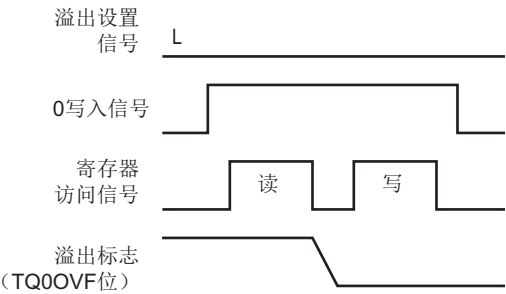 溢出设置
信号
L
0写入信号
寄存器
访问信号
读
写
溢出标志
（TQ0OVF位）